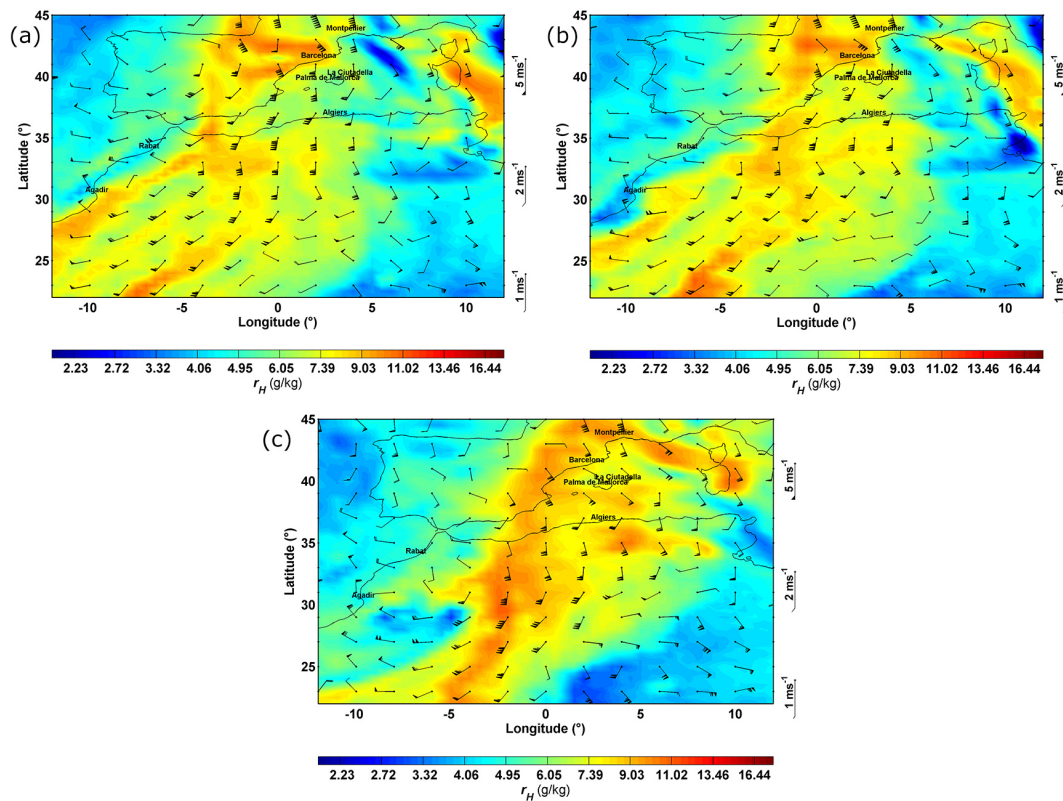 (a)
45
40
35
30
25
Latitude (°)
Montpellier
Barcelona
La Ciutadella
Palma de Mallorca
Algiers
Rabat
Agadir
5 ms-1
2 ms-1
1 ms-1
-10 -5 0 5 10
Longitude (°)
2.23 2.72 3.32 4.06 4.95 6.05 7.39 9.03 11.02 13.46 16.44
rH (g/kg)
(b)
45
40
35
30
25
Latitude (°)
Montpellier
Barcelona
La Ciutadella
Palma de Mallorca
Algiers
Rabat
Agadir
5 ms-1
2 ms-1
1 ms-1
-10 -5 0 5 10
Longitude (°)
2.23 2.72 3.32 4.06 4.95 6.05 7.39 9.03 11.02 13.46 16.44
rH (g/kg)
(c)
45
40
35
30
25
Latitude (°)
Montpellier
Barcelona
La Ciutadella
Palma de Mallorca
Algiers
Rabat
Agadir
5 ms-1
2 ms-1
1 ms-1
-10 -5 0 5 10
Longitude (°)
2.23 2.72 3.32 4.06 4.95 6.05 7.39 9.03 11.02 13.46 16.44
rH (g/kg)